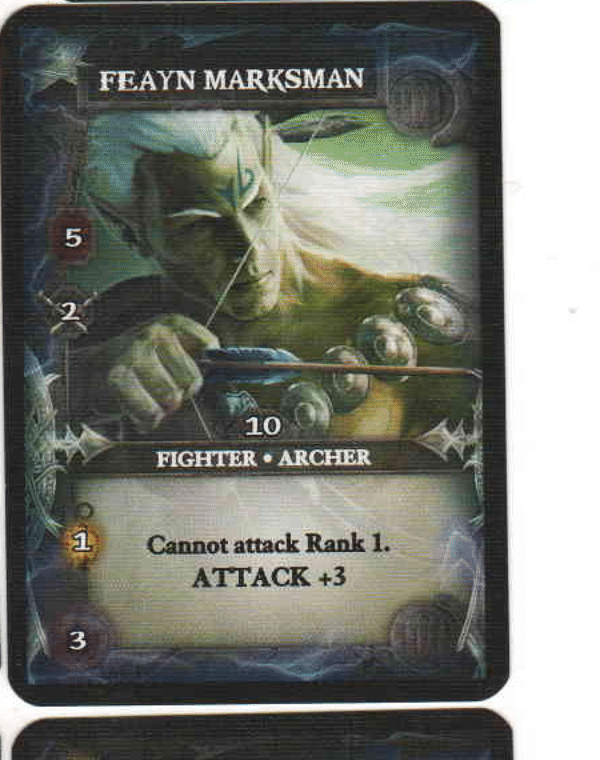 FEAYN MARKSMAN
5
2
10
FIGHTER • ARCHER
1
Cannot attack Rank 1.
ATTACK +3
3